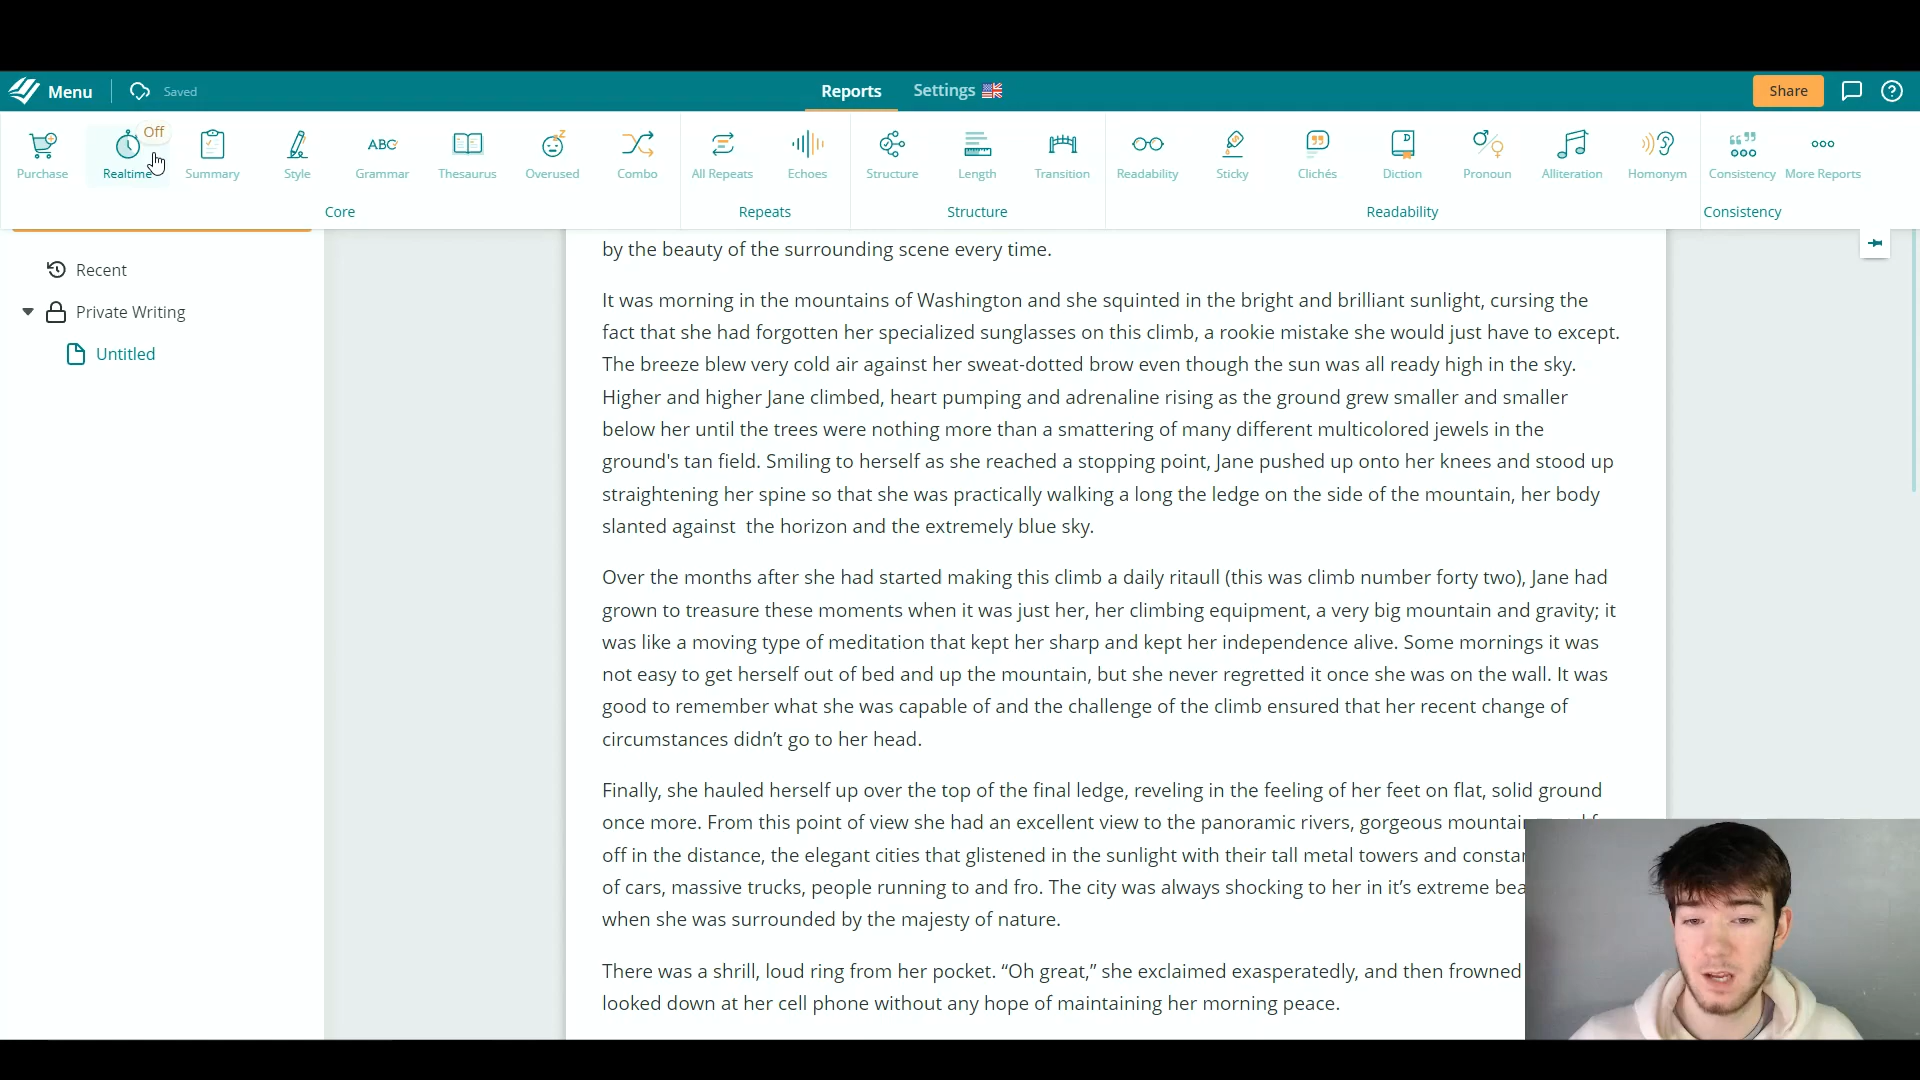 Menu
Saved
Reports
Settings
Share
Off
Purchase
Realtime
Summary
Style
ABC
Grammar
Thesaurus
Overused
Combo
All Repeats
Echoes
Structure
Length
Transition
Readability
Sticky
Clichés
D
Diction
Pronoun
Alliteration
Homonym
Consistency
More Reports
Core
Repeats
Structure
Readability
Consistency
Recent
Private Writing
Untitled
by the beauty of the surrounding scene every time.
It was morning in the mountains of Washington and she squinted in the bright and brilliant sunlight, cursing the
fact that she had forgotten her specialized sunglasses on this climb, a rookie mistake she would just have to except.
The breeze blew very cold air against her sweat-dotted brow even though the sun was all ready high in the sky.
Higher and higher Jane climbed, heart pumping and adrenaline rising as the ground grew smaller and smaller
below her until the trees were nothing more than a smattering of many different multicolored jewels in the
ground's tan field. Smiling to herself as she reached a stopping point, Jane pushed up onto her knees and stood up
straightening her spine so that she was practically walking a long the ledge on the side of the mountain, her body
slanted against  the horizon and the extremely blue sky.
Over the months after she had started making this climb a daily ritaull (this was climb number forty two), Jane had
grown to treasure these moments when it was just her, her climbing equipment, a very big mountain and gravity; it
was like a moving type of meditation that kept her sharp and kept her independence alive. Some mornings it was
not easy to get herself out of bed and up the mountain, but she never regretted it once she was on the wall. It was
good to remember what she was capable of and the challenge of the climb ensured that her recent change of
circumstances didn’t go to her head.
Finally, she hauled herself up over the top of the final ledge, reveling in the feeling of her feet on flat, solid ground
once more. From this point of view she had an excellent view to the panoramic rivers, gorgeous
off in the distance, the elegant cities that glistened in the sunlight with their tall metal towers and
of cars, massive trucks, people running to and fro. The city was always shocking to her in it’s extreme
when she was surrounded by the majesty of nature.
There was a shrill, loud ring from her pocket. “Oh great,” she exclaimed exasperatedly, and then frowned
looked down at her cell phone without any hope of maintaining her morning peace.